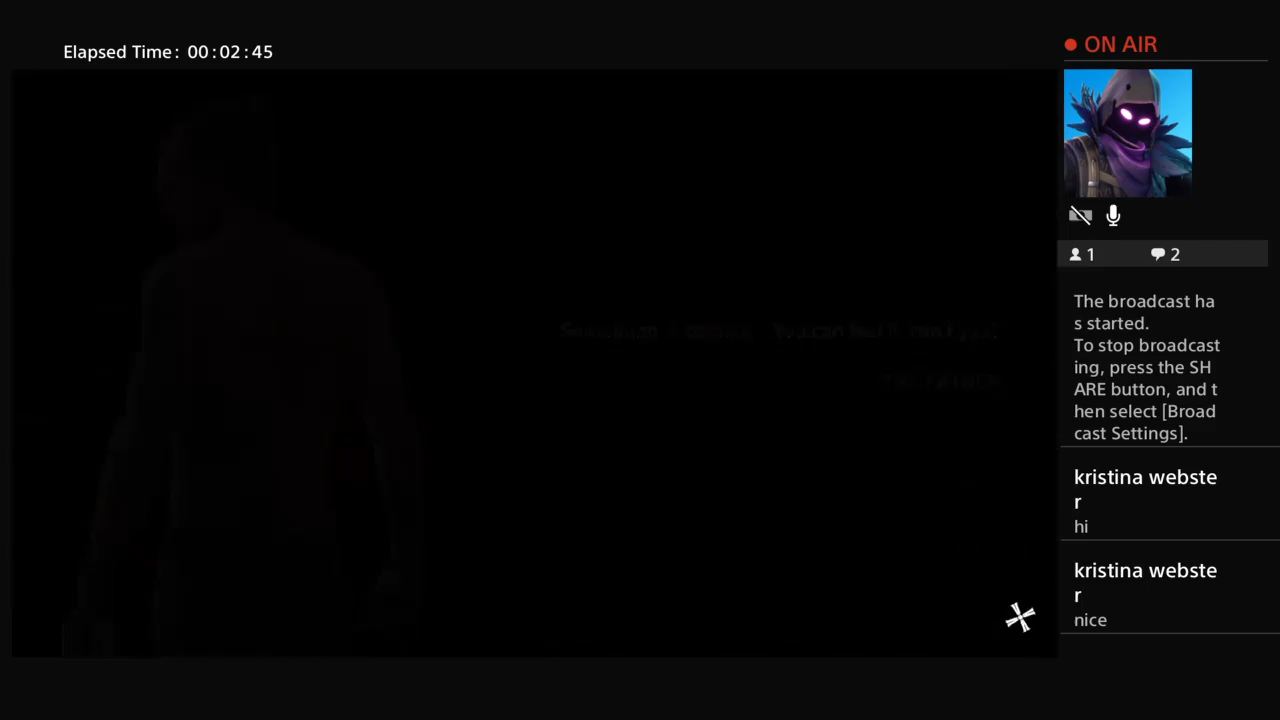 Elapsed Time: 00:02:45
ON AIR
1 2
The broadcast ha
s started.
To stop broadcast
ing, press the SH
ARE button, and t
hen select [Broad
cast Settings].
kristina webste
r
hi
kristina webste
r
nice